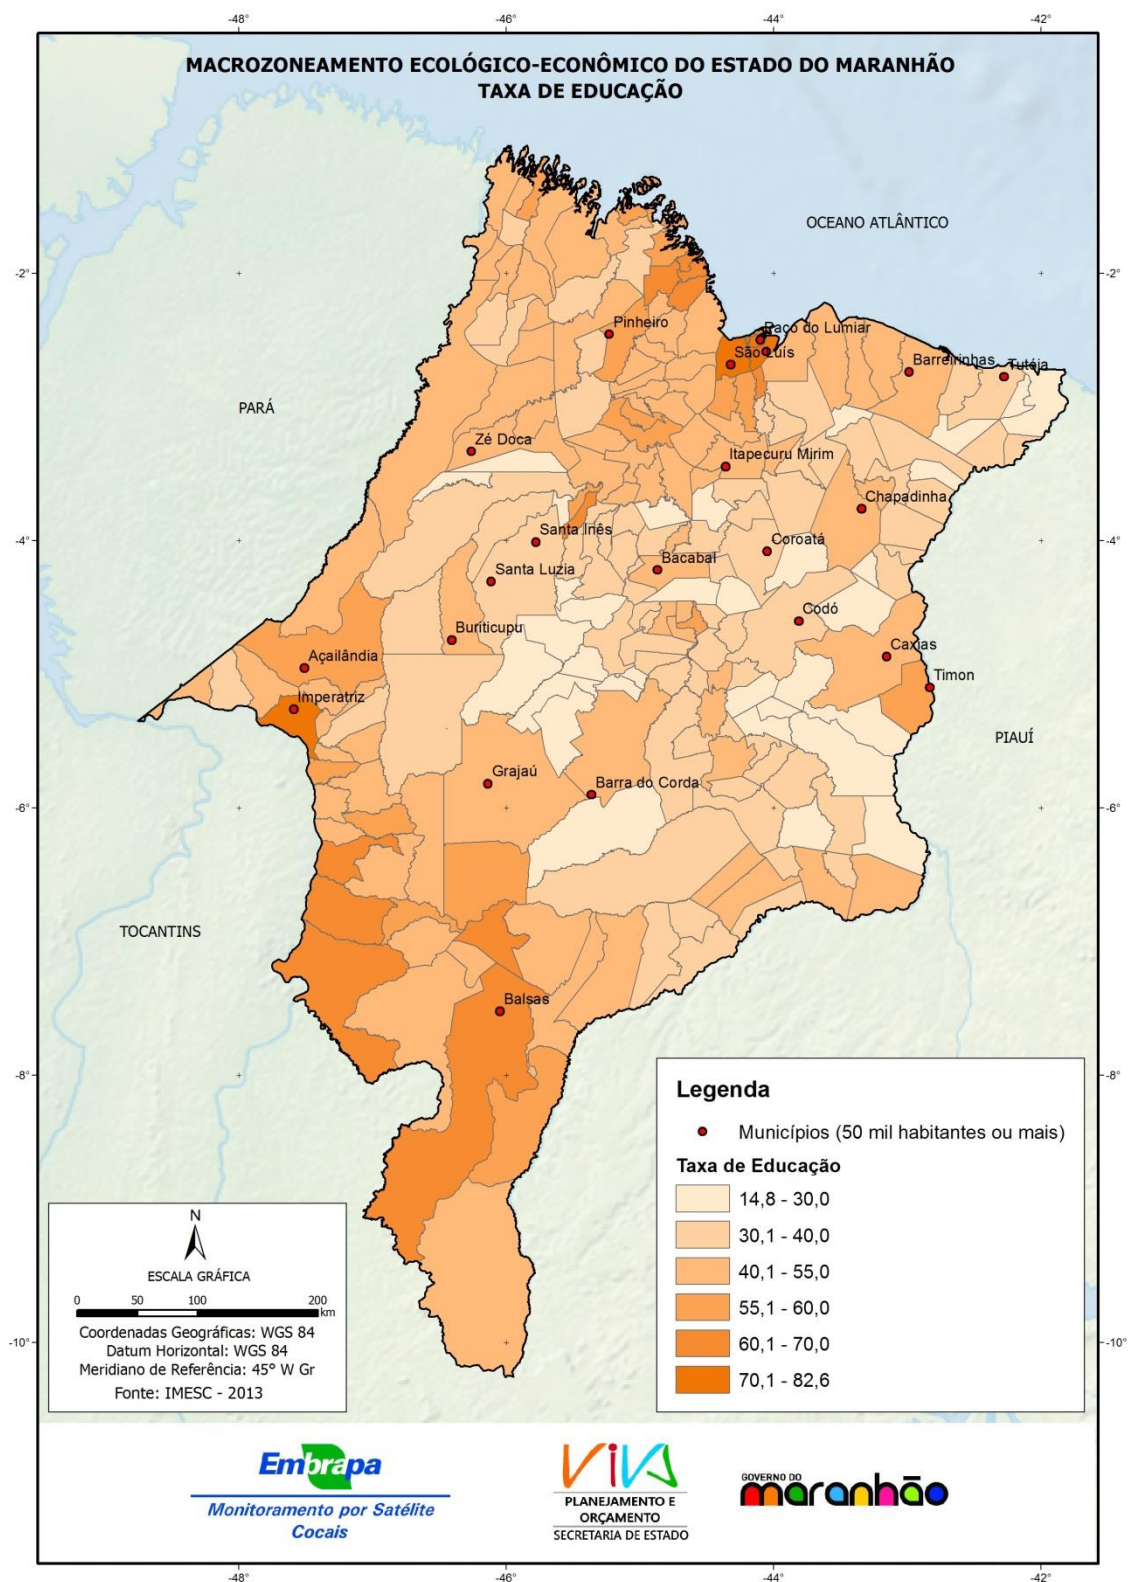 -48°
-46°
-44°
-42°
MACROZONEAMENTO ECOLÓGICO-ECONÔMICO DO ESTADO DO MARANHÃO
TAXA DE EDUCAÇÃO
OCEANO ATLÂNTICO
-2°
-2°
Pinheiro
Paço do Lumiar
São Luís
Barreirinhas
Tutóia
PARÁ
Zé Doca
Itapecuru Mirim
Chapadinha
Santa Inês
Coroatá
-4°
-4°
Santa Luzia
Bacabal
Codó
Buriticupu
Caxias
Açailândia
Timon
Imperatriz
PIAUÍ
Grajaú
Barra do Corda
-6°
-6°
TOCANTINS
Balsas
-8°
-8°
Legenda
Municípios (50 mil habitantes ou mais)
Taxa de Educação
14,8 - 30,0
30,1 - 40,0
40,1 - 55,0
55,1 - 60,0
60,1 - 70,0
70,1 - 82,6
N
ESCALA GRÁFICA
0 50 100 200
km
Coordenadas Geográficas: WGS 84
Datum Horizontal: WGS 84
Meridiano de Referência: 45° W Gr
Fonte: IMESC - 2013
-10°
-10°
Embrapa
Monitoramento por Satélite
Cocais
VIVA
PLANEJAMENTO E
ORÇAMENTO
SECRETARIA DE ESTADO
GOVERNO DO
maranhão
-48°
-46°
-44°
-42°